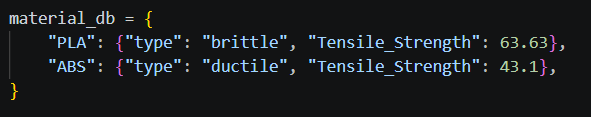 material_db = {
    "PLA": {"type": "brittle", "Tensile_Strength": 63.63},
    "ABS": {"type": "ductile", "Tensile_Strength": 43.1},
}